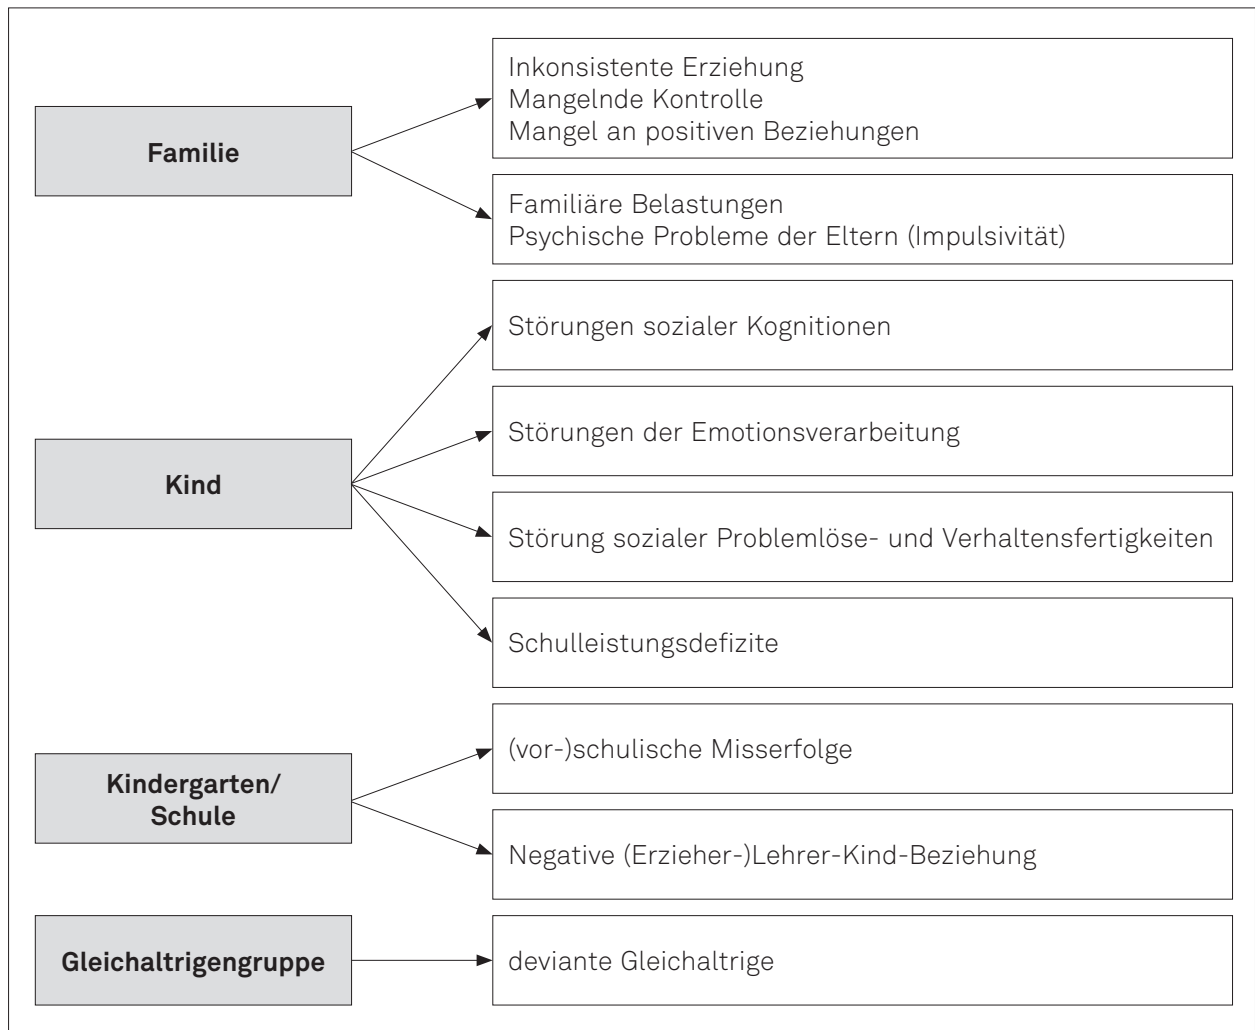 Familie
Inkonsistente Erziehung
Mangelnde Kontrolle
Mangel an positiven Beziehungen
Familiäre Belastungen
Psychische Probleme der Eltern (Impulsivität)
Kind
Störungen sozialer Kognitionen
Störungen der Emotionsverarbeitung
Störung sozialer Problemlöse- und Verhaltensfertigkeiten
Schulleistungsdefizite
Kindergarten/
Schule
(vor-)schulische Misserfolge
Negative (Erzieher-)Lehrer-Kind-Beziehung
Gleichaltrigengruppe
deviante Gleichaltrige